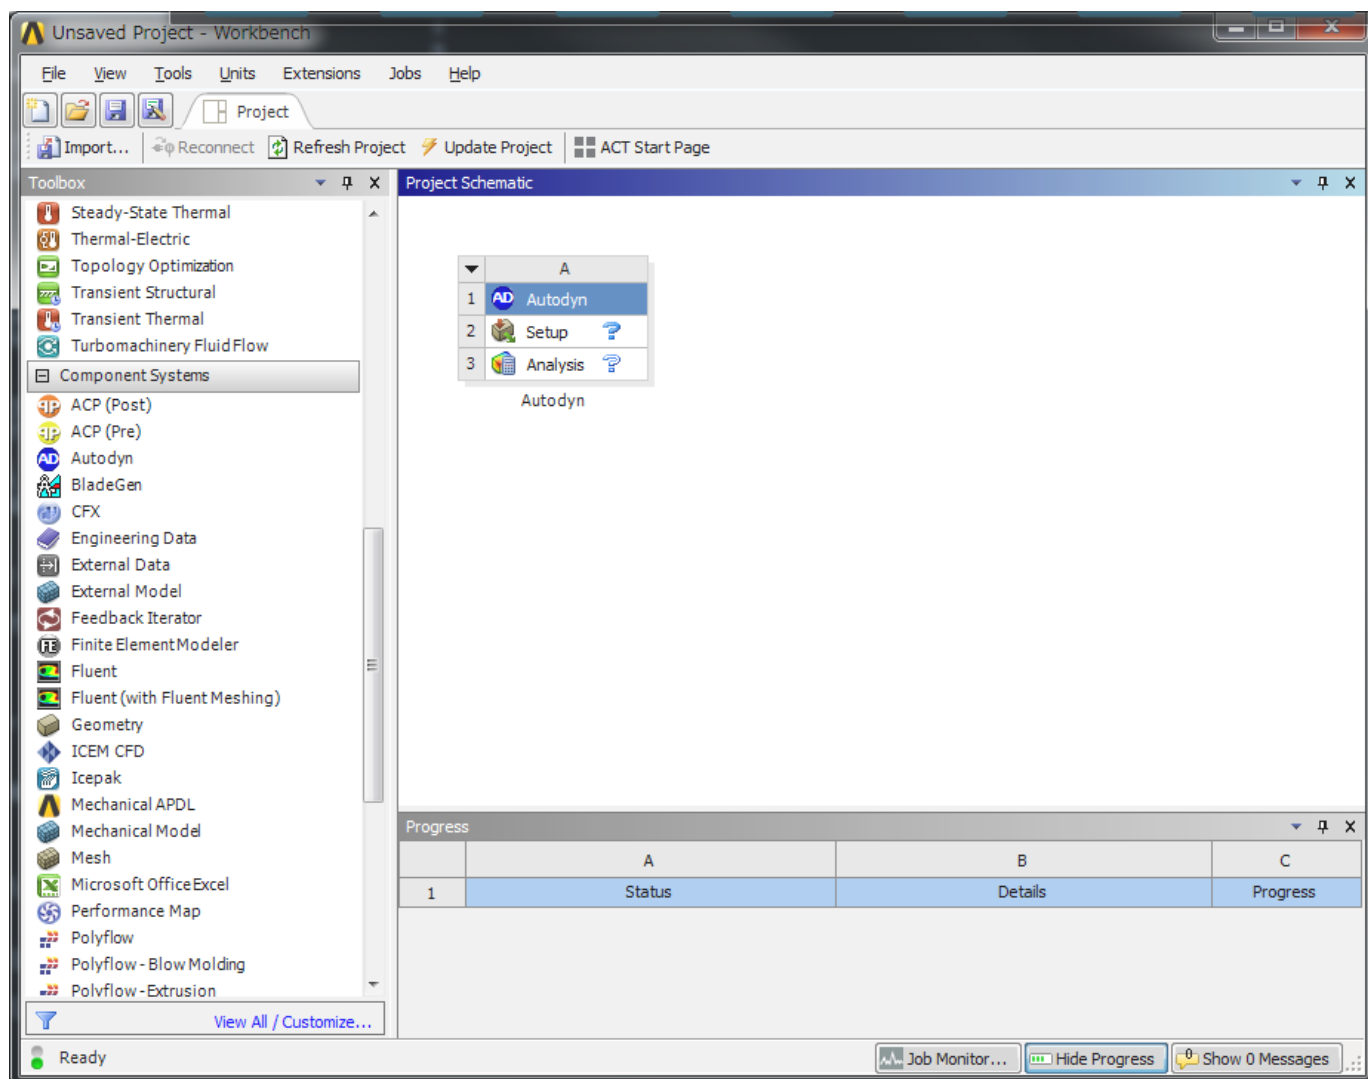 Unsaved Project - Workbench
File View Tools Units Extensions Jobs Help
Project
Import... Reconnect Refresh Project Update Project ACT Start Page
Toolbox
Steady-State Thermal
Thermal-Electric
Topology Optimization
Transient Structural
Transient Thermal
Turbomachinery Fluid Flow
Component Systems
ACP (Post)
ACP (Pre)
Autodyn
BladeGen
CFX
Engineering Data
External Data
External Model
Feedback Iterator
Finite Element Modeler
Fluent
Fluent (with Fluent Meshing)
Geometry
ICEM CFD
Icepak
Mechanical APDL
Mechanical Model
Mesh
Microsoft Office Excel
Performance Map
Polyflow
Polyflow - Blow Molding
Polyflow - Extrusion
View All / Customize...
Project Schematic
A
1 AD Autodyn
2 Setup ?
3 Analysis ?
Autodyn
Progress
A B C
1 Status Details Progress
Ready
Job Monitor... Hide Progress 0 Show 0 Messages